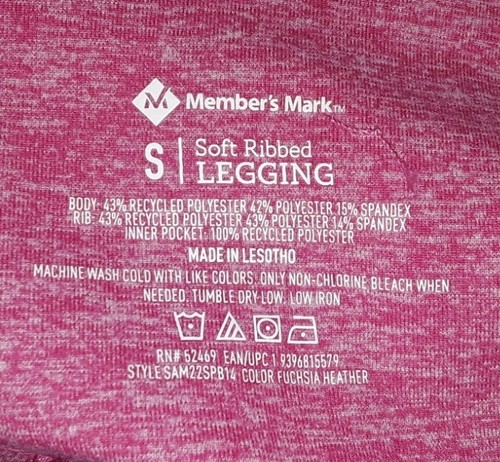 Member's Mark™
S | Soft Ribbed
LEGGING
BODY: 43% RECYCLED POLYESTER 42% POLYESTER 15% SPANDEX
RIB: 43% RECYCLED POLYESTER 43% POLYESTER 14% SPANDEX
INNER POCKET: 100% RECYCLED POLYESTER
MADE IN LESOTHO
MACHINE WASH COLD WITH LIKE COLORS. ONLY NON-CHLORINE BLEACH WHEN
NEEDED. TUMBLE DRY LOW. LOW IRON
RN# 52469 EAN/UPC 1 9396815579
STYLE SAM22SPB14 COLOR FUCHSIA HEATHER